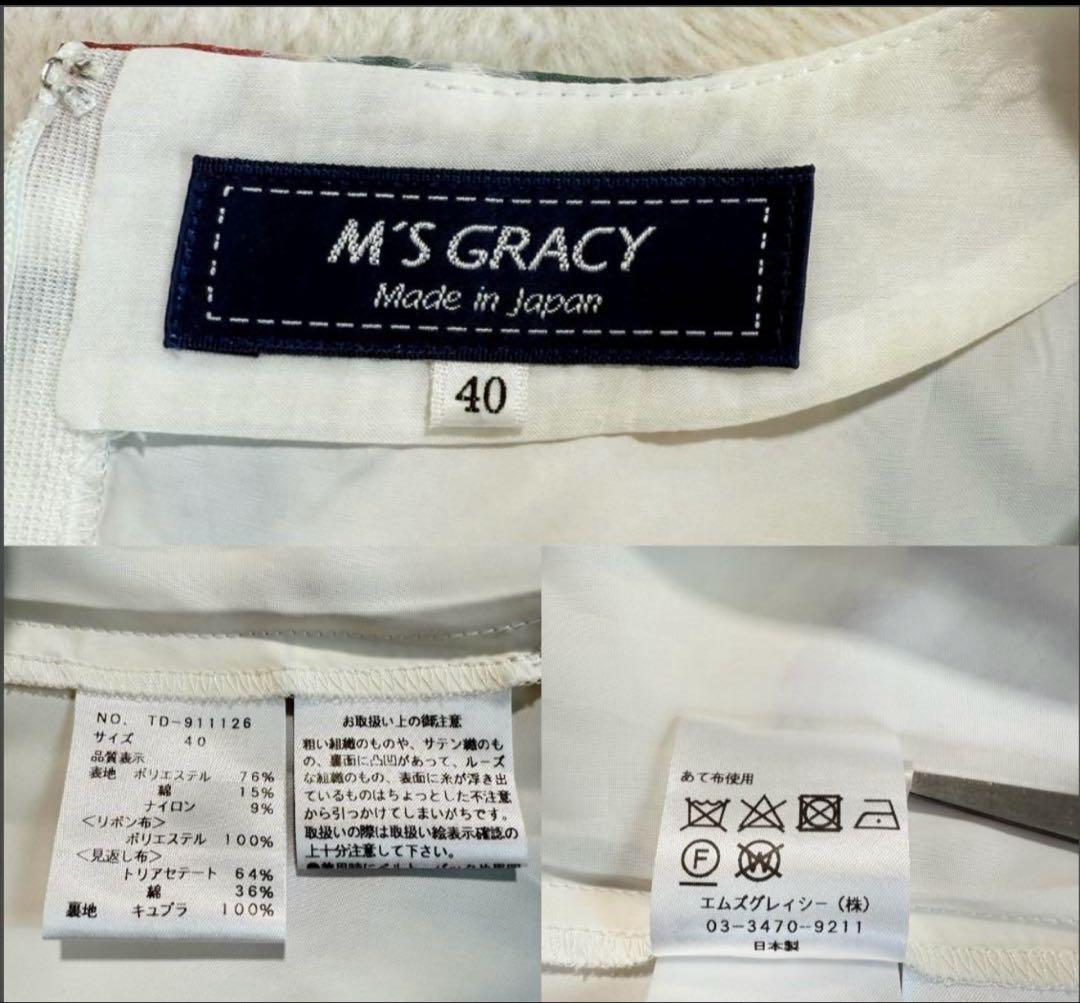 M'S GRACY
Made in Japan
40
NO. TD-911126
サイズ 40
品質表示
表地 ポリエステル 76%
綿 15%
ナイロン 9%
<リボン布>
ポリエステル 100%
<見返し布>
トリアセテート 64%
綿 36%
裏地 キュプラ 100%
お取扱い上の御注意
粗い組織のものや、サテン織のも
の、裏面に凸凹があって、ルーズ
な組織のもの、表面に糸が浮き出
ているものはちょっとした不注意
から引っかけてしまいがちです。
取扱いの際は取扱い絵表示確認の
上十分注意して下さい。
あて布使用
F
W
エムズグレィシー(株)
03-3470-9211
日本製